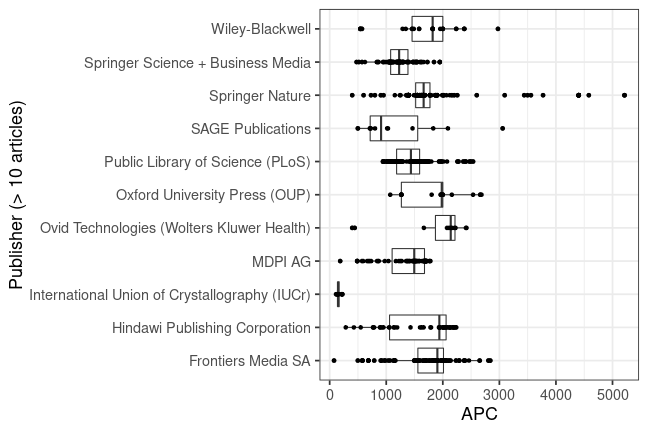 Publisher (> 10 articles)
Wiley-Blackwell
Springer Science + Business Media
Springer Nature
SAGE Publications
Public Library of Science (PLoS)
Oxford University Press (OUP)
Ovid Technologies (Wolters Kluwer Health)
MDPI AG
International Union of Crystallography (IUCr)
Hindawi Publishing Corporation
Frontiers Media SA
0 1000 2000 3000 4000 5000
APC